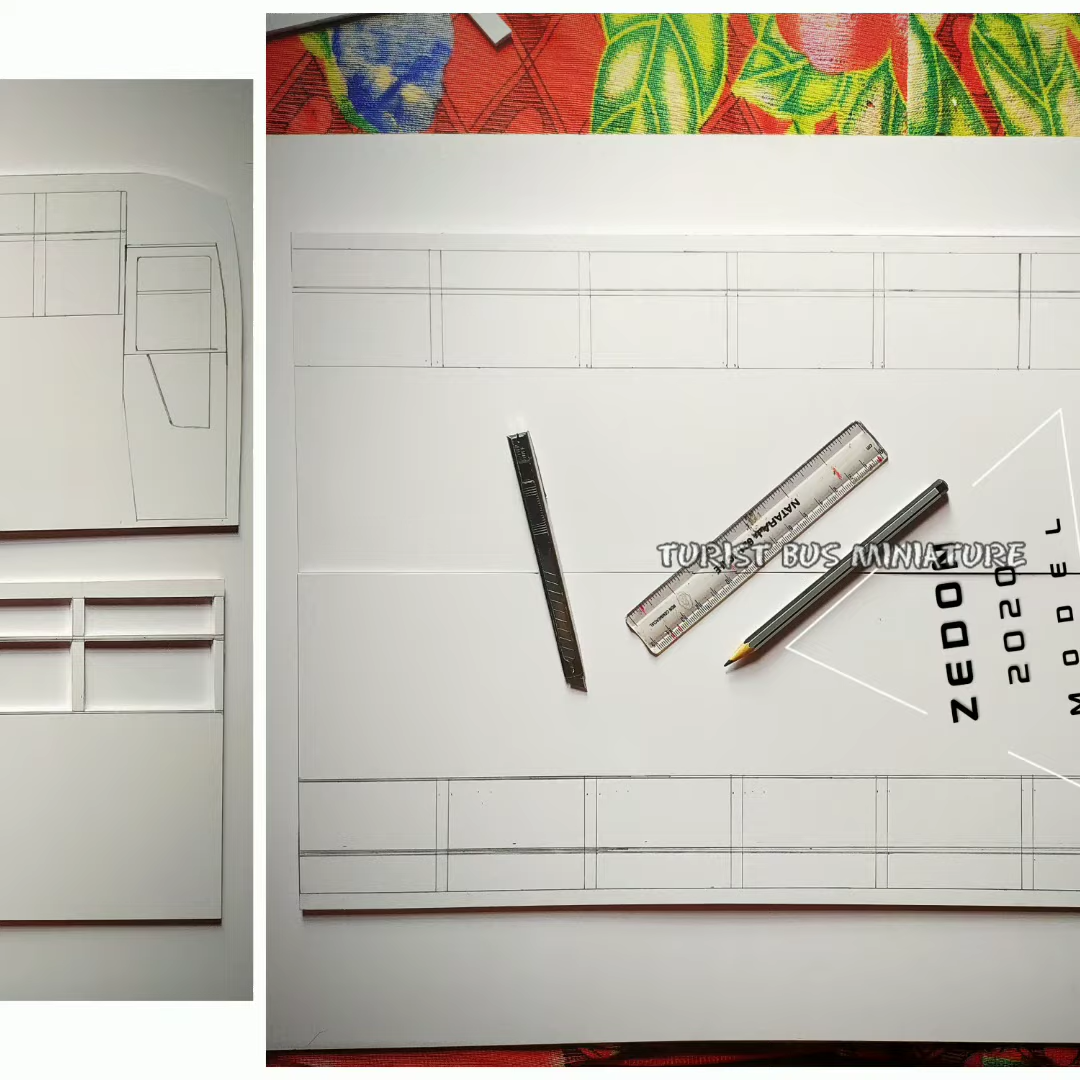 TURIST BUS MINIATURE
ZEDON
2020
MODEL
NATARAJ